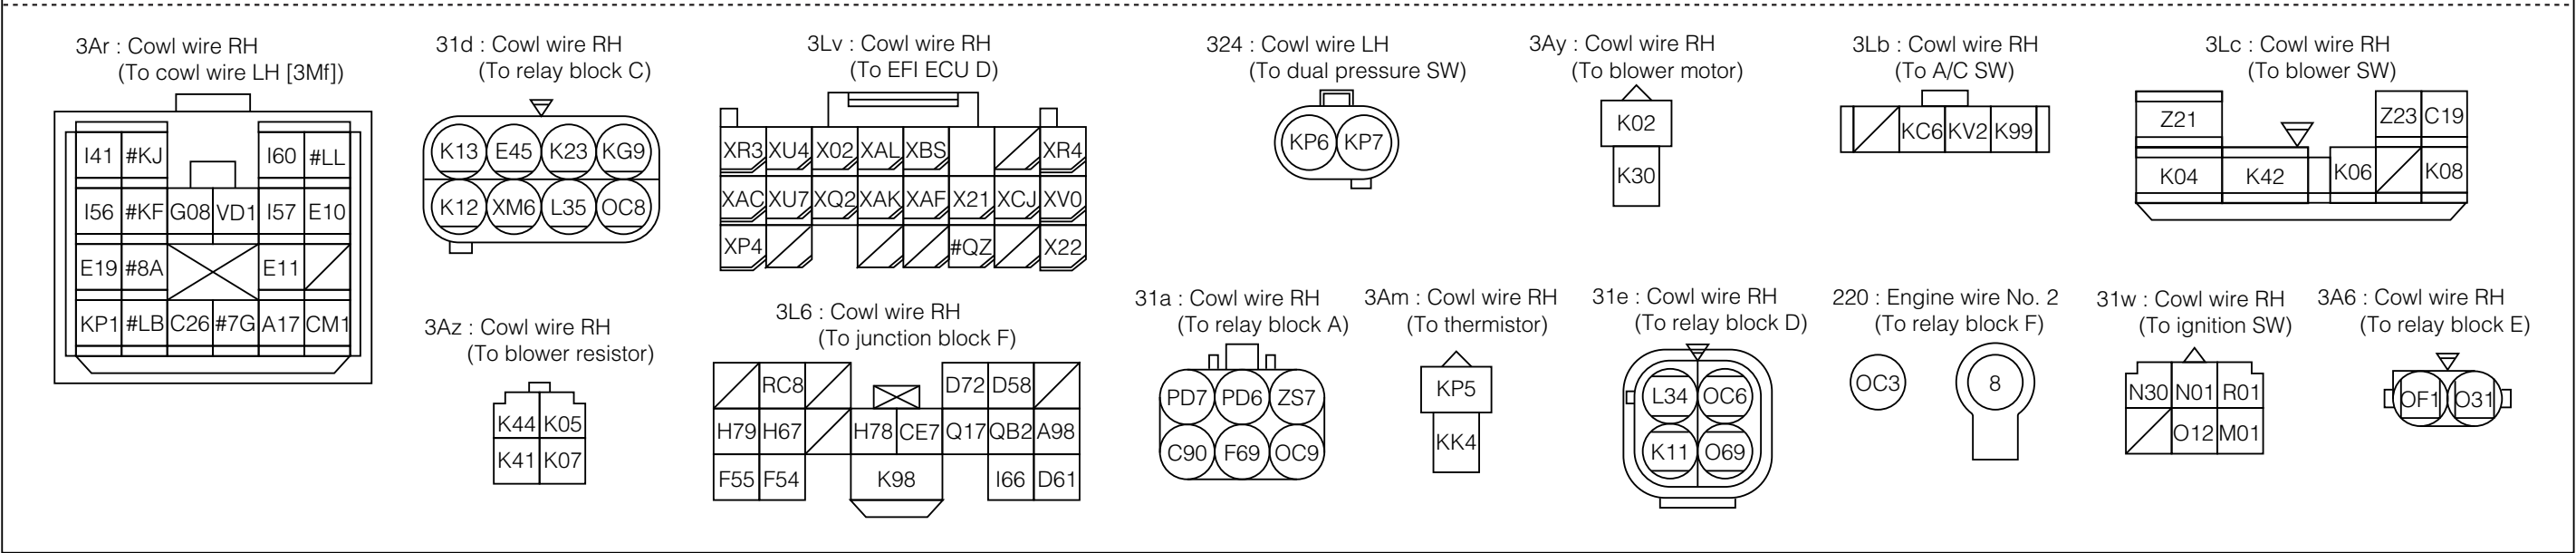 3Ar : Cowl wire RH
(To cowl wire LH [3Mf])
I41 #KJ I60 #LL
I56 #KF G08 VD1 I57 E10
E19 #8A E11
KP1 #LB C26 #7G A17 CM1
31d : Cowl wire RH
(To relay block C)
K13 E45 K23 KG9
K12 XM6 L35 OC8
3Lv : Cowl wire RH
(To EFI ECU D)
XR3 XU4 X02 XAL XBS XR4
XAC XU7 XQ2 XAK XAF X21 XCJ XV0
XP4 #QZ X22
324 : Cowl wire LH
(To dual pressure SW)
KP6 KP7
3Ay : Cowl wire RH
(To blower motor)
K02
K30
3Lb : Cowl wire RH
(To A/C SW)
KC6 KV2 K99
3Lc : Cowl wire RH
(To blower SW)
Z21 Z23 C19
K04 K42 K06 K08
3Az : Cowl wire RH
(To blower resistor)
K44 K05
K41 K07
3L6 : Cowl wire RH
(To junction block F)
RC8 D72 D58
H79 H67 H78 CE7 Q17 QB2 A98
F55 F54 K98 I66 D61
31a : Cowl wire RH
(To relay block A)
PD7 PD6 ZS7
C90 F69 OC9
3Am : Cowl wire RH
(To thermistor)
KP5
KK4
31e : Cowl wire RH
(To relay block D)
L34 OC6
K11 O69
220 : Engine wire No. 2
(To relay block F)
OC3 8
31w : Cowl wire RH
(To ignition SW)
N30 N01 R01
O12 M01
3A6 : Cowl wire RH
(To relay block E)
OF1 O31